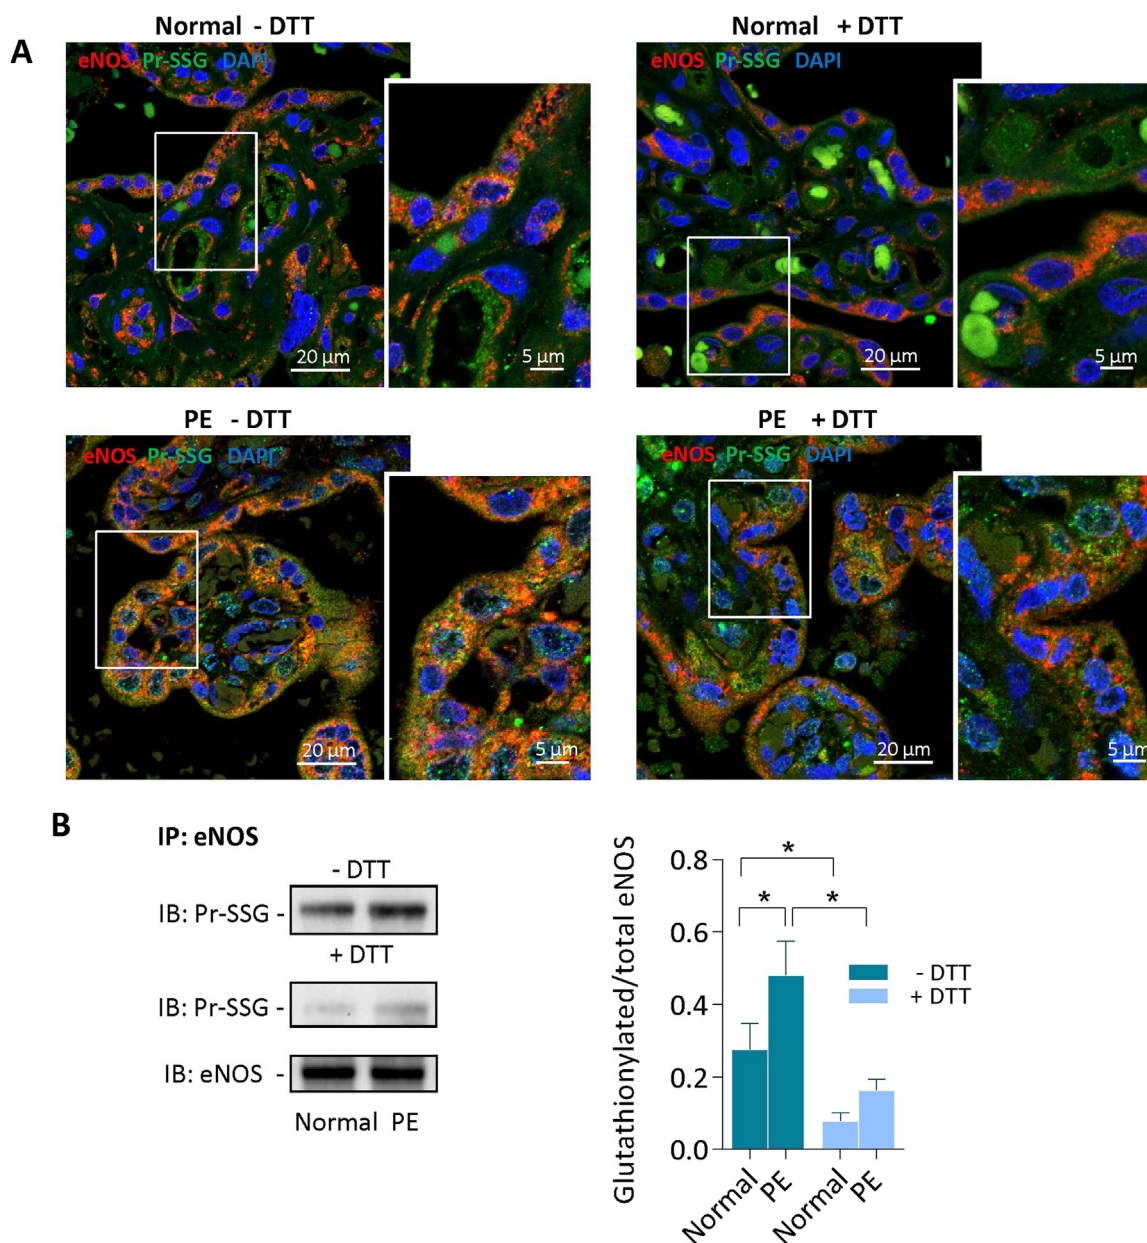 A
Normal - DTT
eNOS Pr-SSG DAPI
20 µm
5 µm
Normal + DTT
eNOS Pr-SSG DAPI
20 µm
5 µm
PE - DTT
eNOS Pr-SSG DAPI
20 µm
5 µm
PE + DTT
eNOS Pr-SSG DAPI
20 µm
5 µm
B
IP: eNOS
- DTT
IB: Pr-SSG -
+ DTT
IB: Pr-SSG -
IB: eNOS -
Normal PE
Glutathionylated/total eNOS
0.8
0.6
0.4
0.2
0.0
*
*
*
- DTT
+ DTT
Normal
PE
Normal
PE